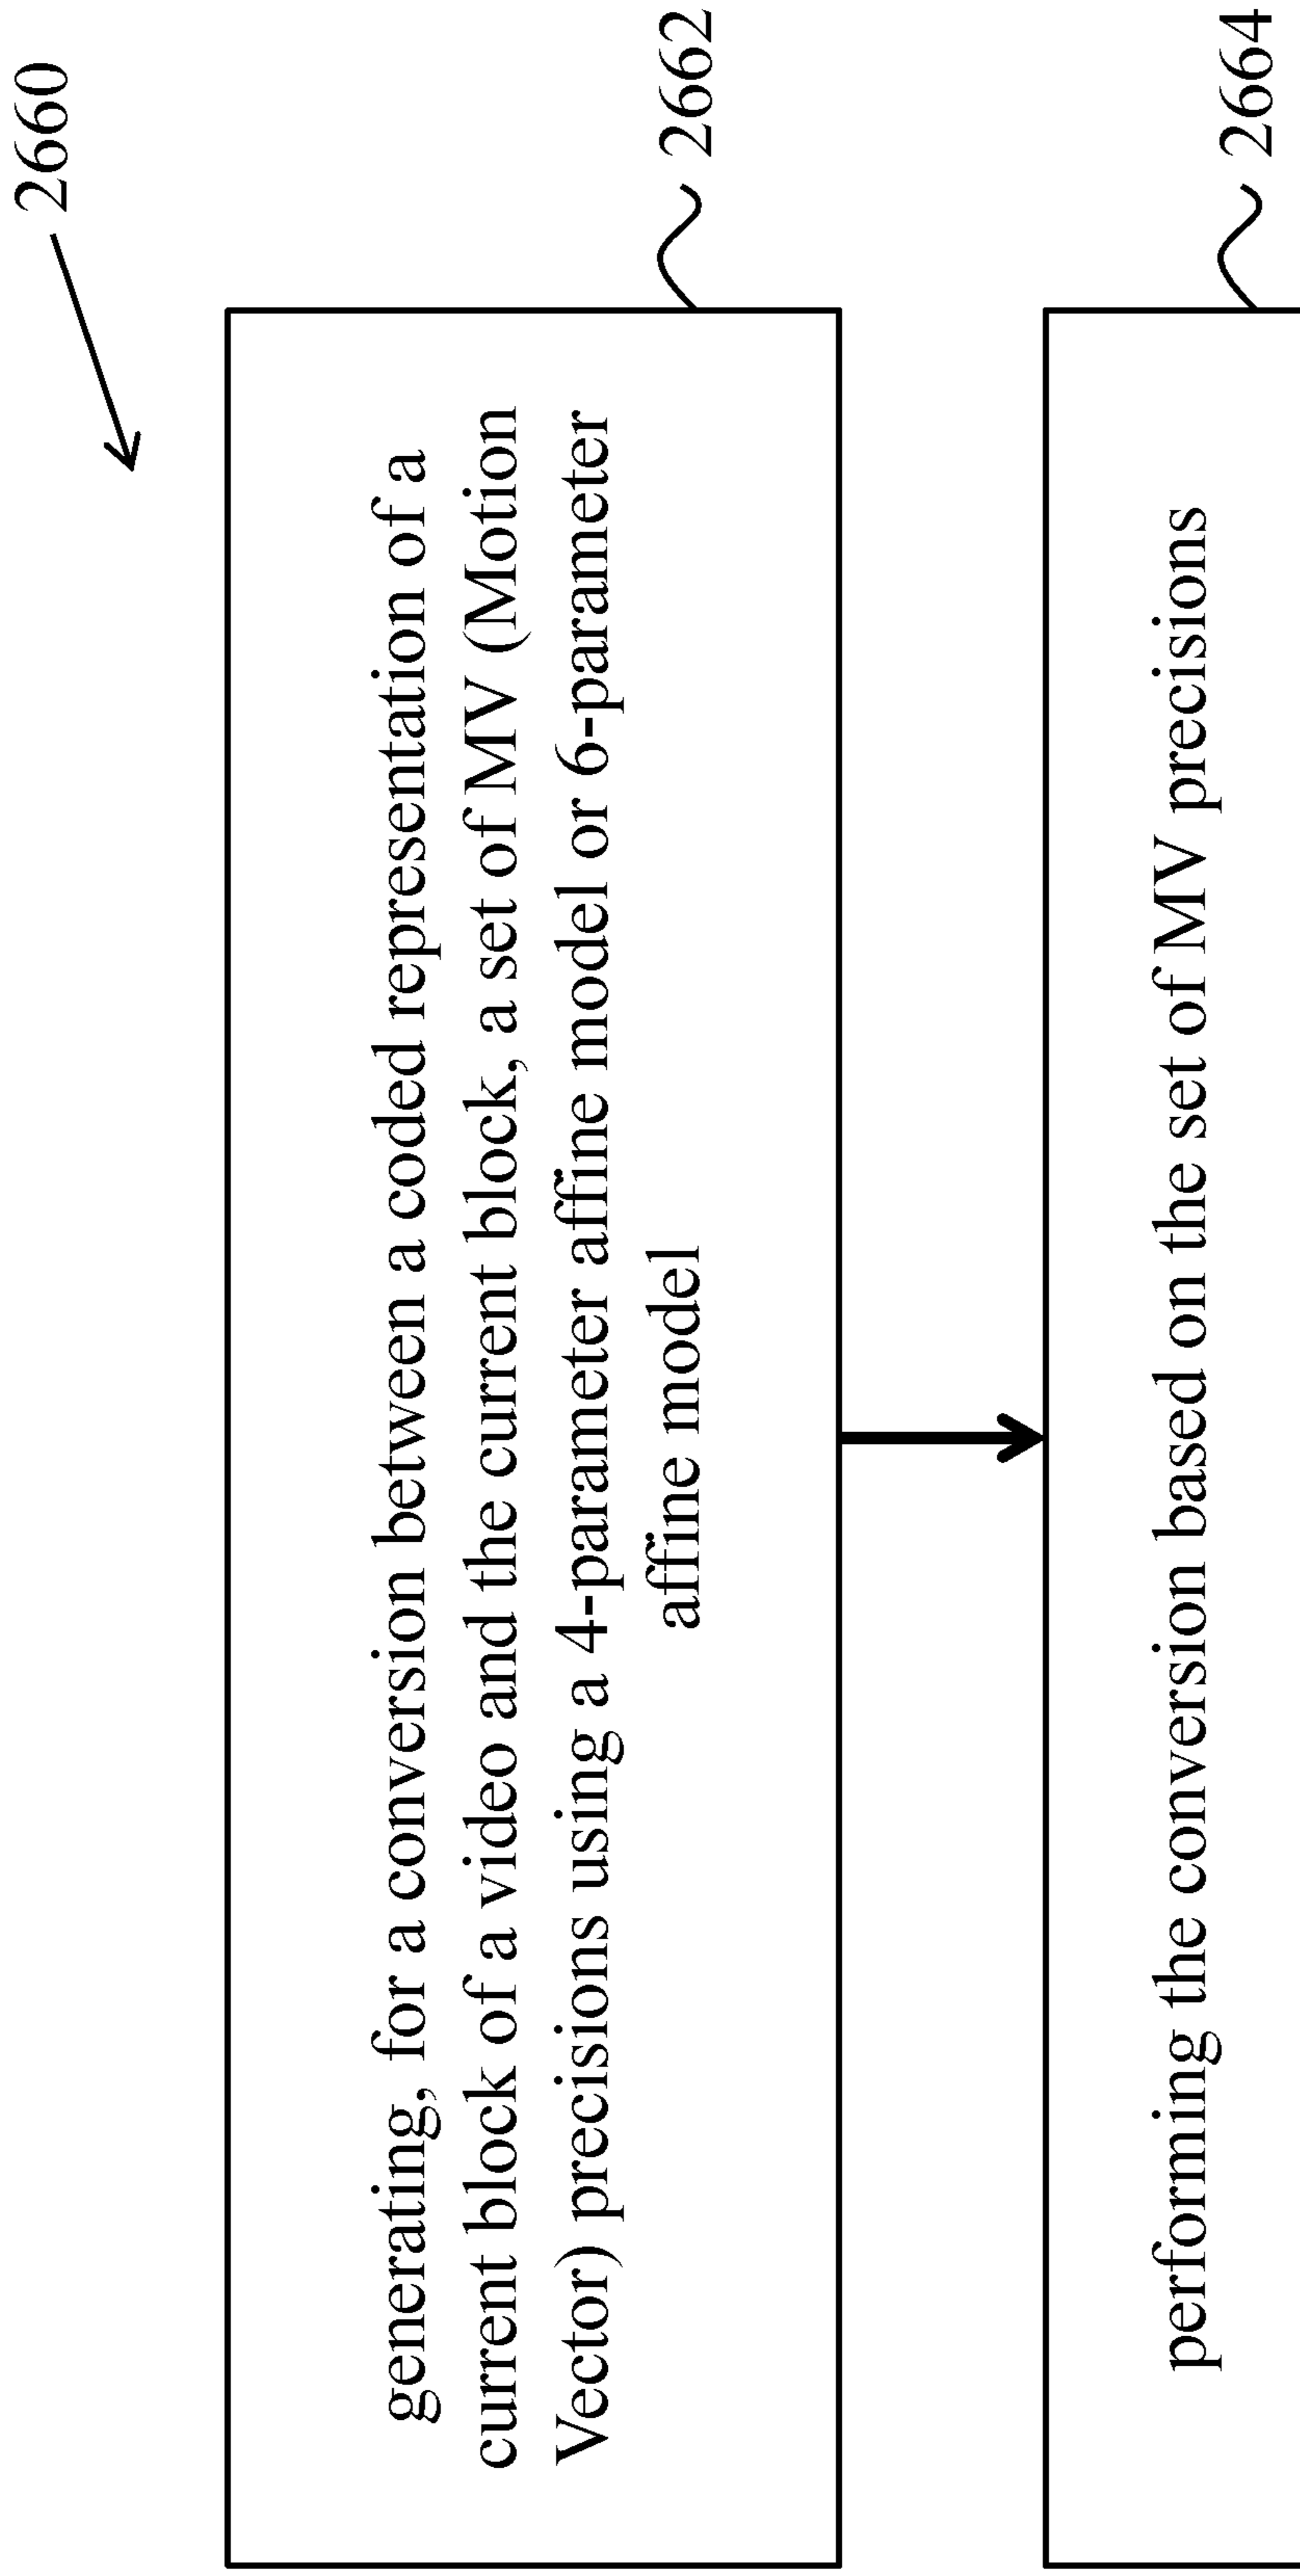 2660
generating, for a conversion between a coded representation of a
current block of a video and the current block, a set of MV (Motion
Vector) precisions using a 4-parameter affine model or 6-parameter
affine model
2662
performing the conversion based on the set of MV precisions
2664